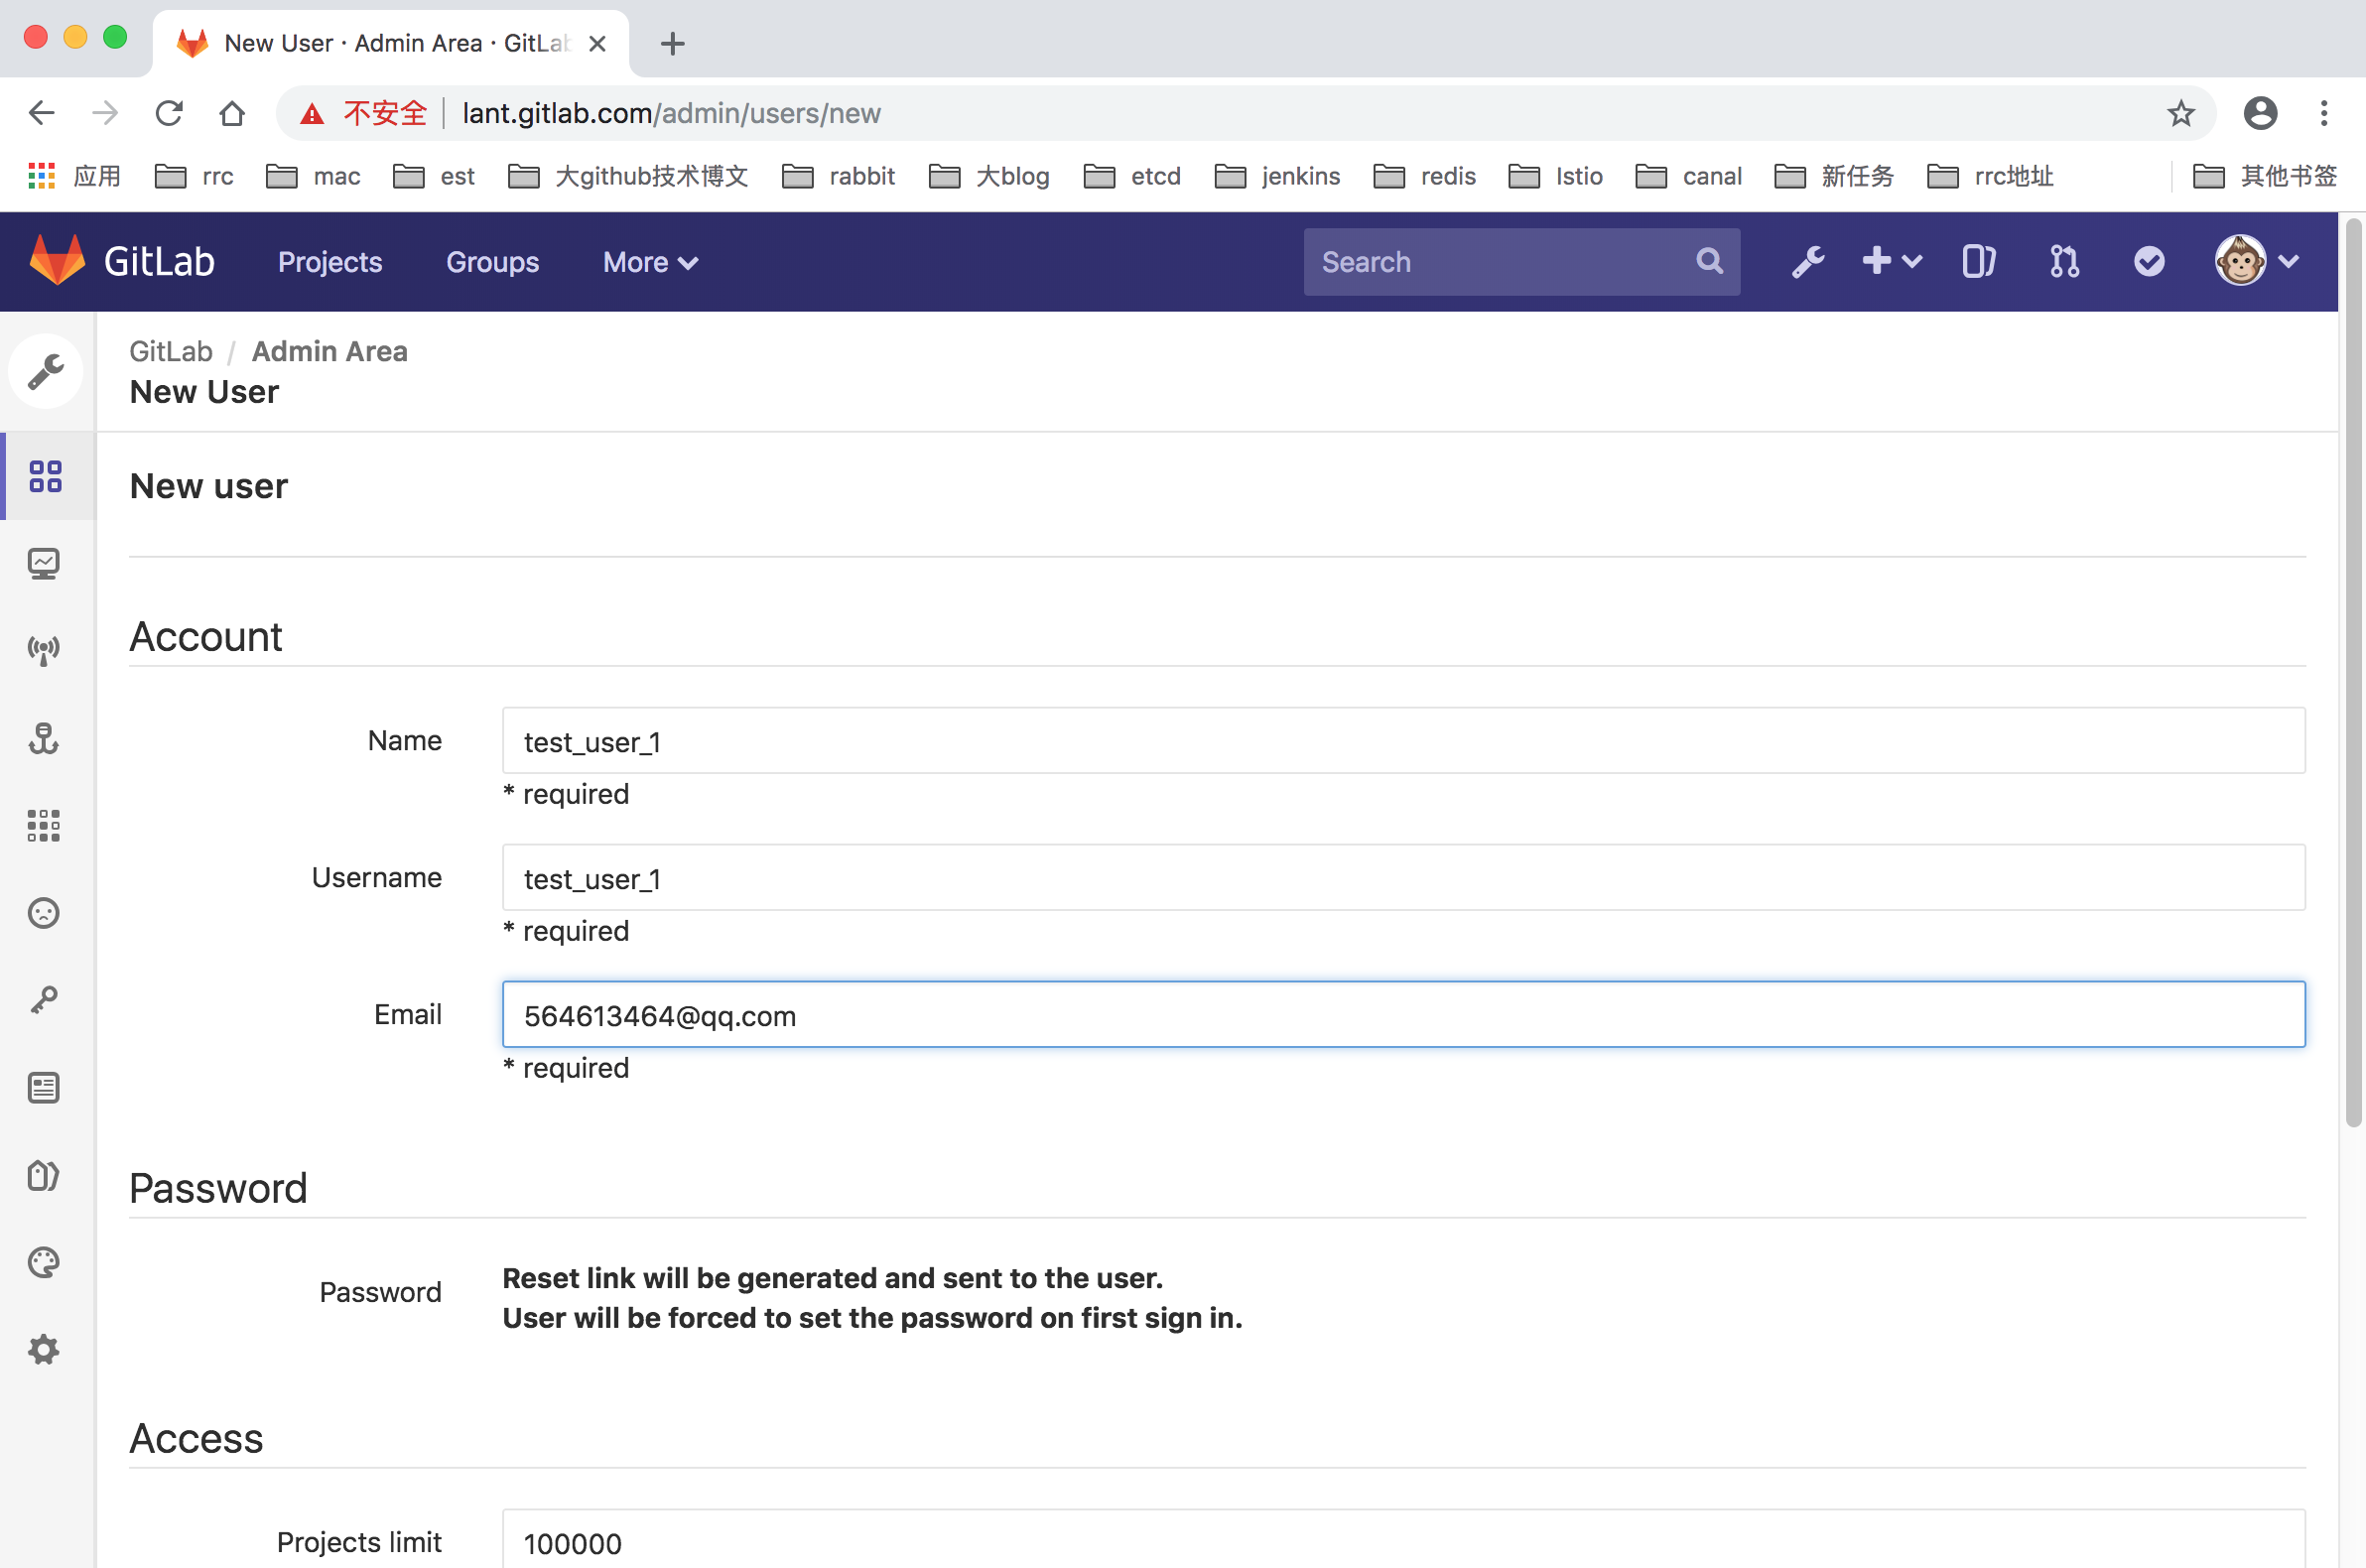 New User · Admin Area · GitLab
不安全 lant.gitlab.com/admin/users/new
应用 rrc mac est 大github技术博文 rabbit 大blog etcd jenkins redis Istio canal 新任务 rrc地址 其他书签
GitLab Projects Groups More Search
GitLab / Admin Area
New User
New user
Account
Name test_user_1
* required
Username test_user_1
* required
Email 564613464@qq.com
* required
Password
Password Reset link will be generated and sent to the user.
User will be forced to set the password on first sign in.
Access
Projects limit 100000